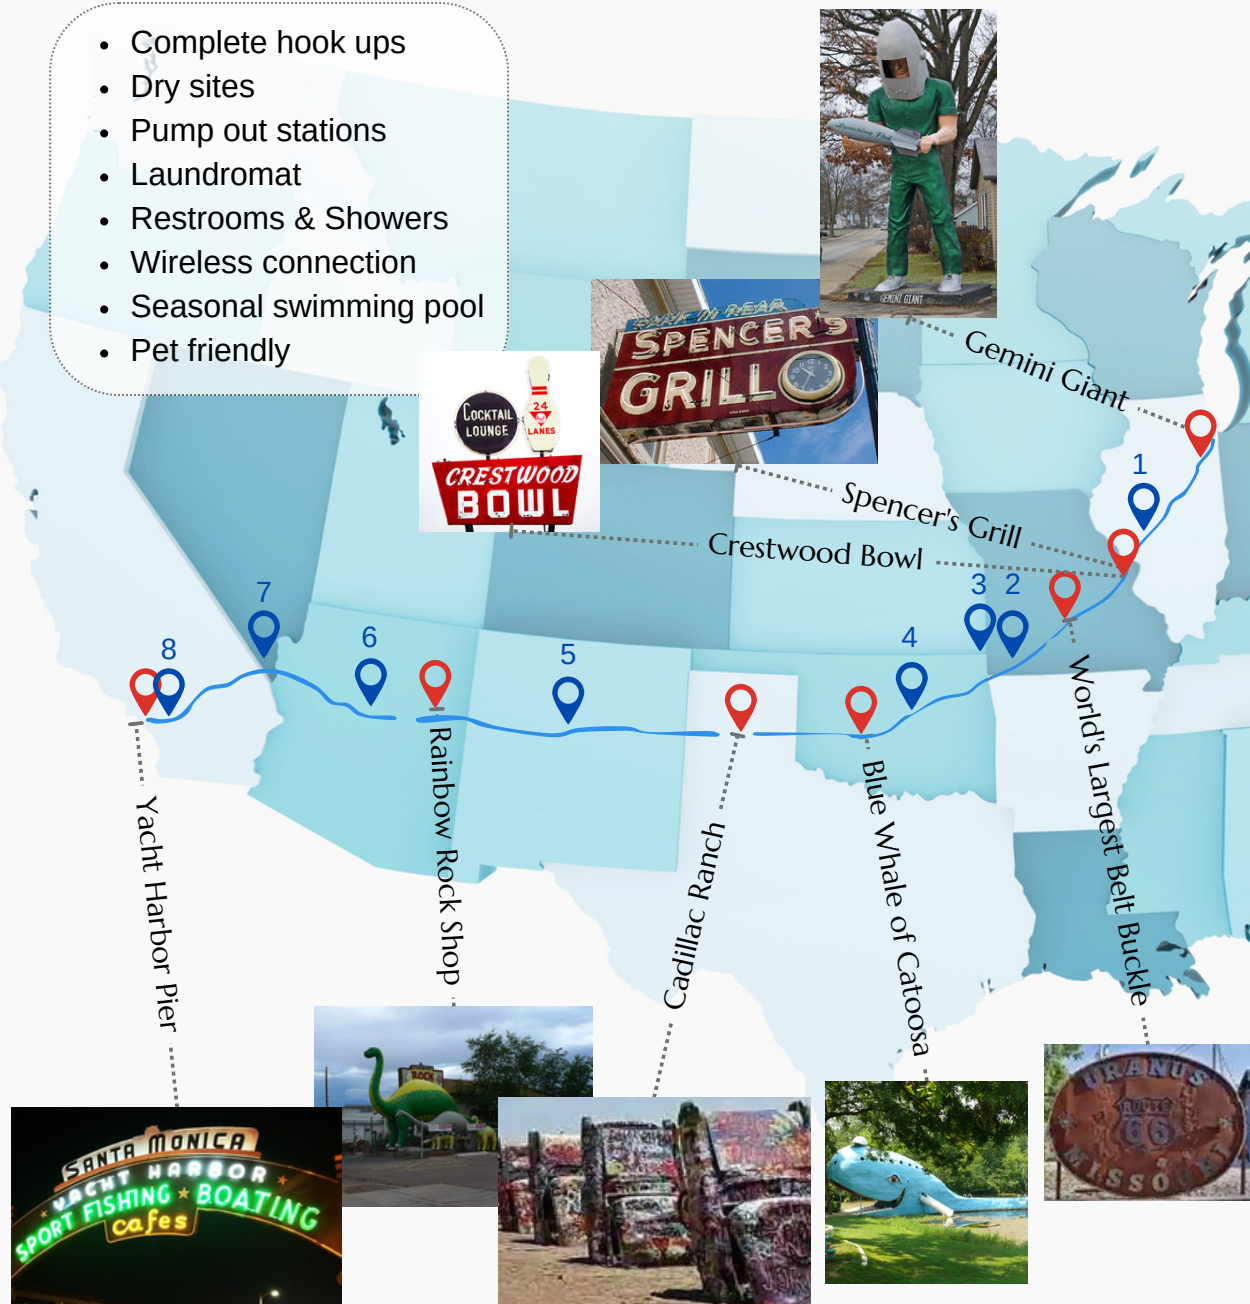 Complete hook ups
Dry sites
Pump out stations
Laundromat
Restrooms & Showers
Wireless connection
Seasonal swimming pool
Pet friendly
GEMINI GIANT
Gemini Giant
PARK IN REAR
SPENCER'S
GRILL
Spencer's Grill
COCKTAIL
LOUNGE
24
LANES
CRESTWOOD
BOWL
Crestwood Bowl
1
2
3
4
5
6
7
8
Yacht Harbor Pier
Rainbow Rock Shop
Cadillac Ranch
Blue Whale of Catoosa
World's Largest Belt Buckle
SANTA MONICA
YACHT HARBOR
SPORT FISHING ★ BOATING
cafes
ROCK
URANUS
ROUTE
66
MISSOURI